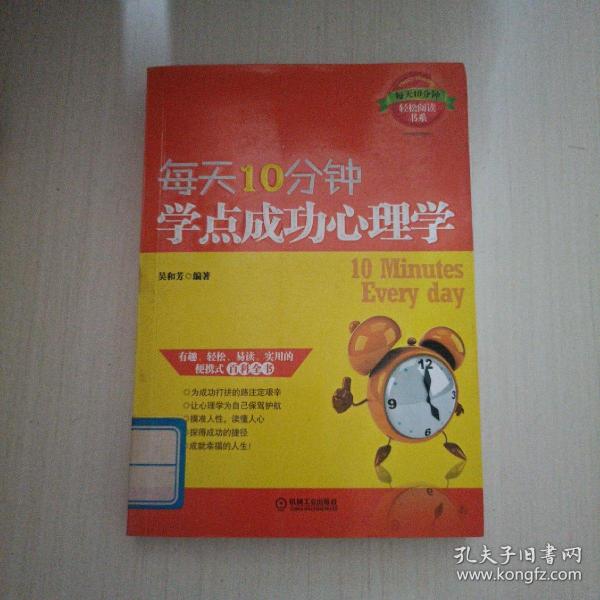 每天10分钟
轻松阅读
书系
每天10分钟
学点成功心理学
10 Minutes
Every day
吴和芳◎编著
有趣、轻松、易读、实用的
便携式百科全书
◎为成功打拼的路注定艰辛
◎让心理学为自己保驾护航
◎摸准人性，读懂人心
探得成功的捷径
成就幸福的人生！
12
3
6
9
机械工业出版社
CHINA MACHINE PRESS
孔夫子旧书网
www.kongfz.com